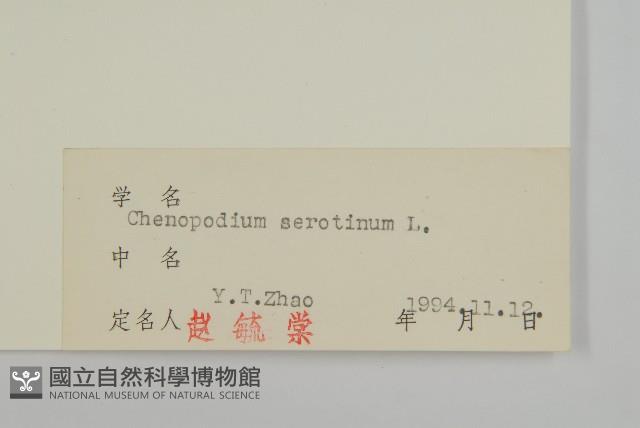 学 名
Chenopodium serotinum L.
中 名
Y.T.Zhao 1994.11.12.
定名人 赵毓棠 年 月 日
國立自然科學博物館
NATIONAL MUSEUM OF NATURAL SCIENCE